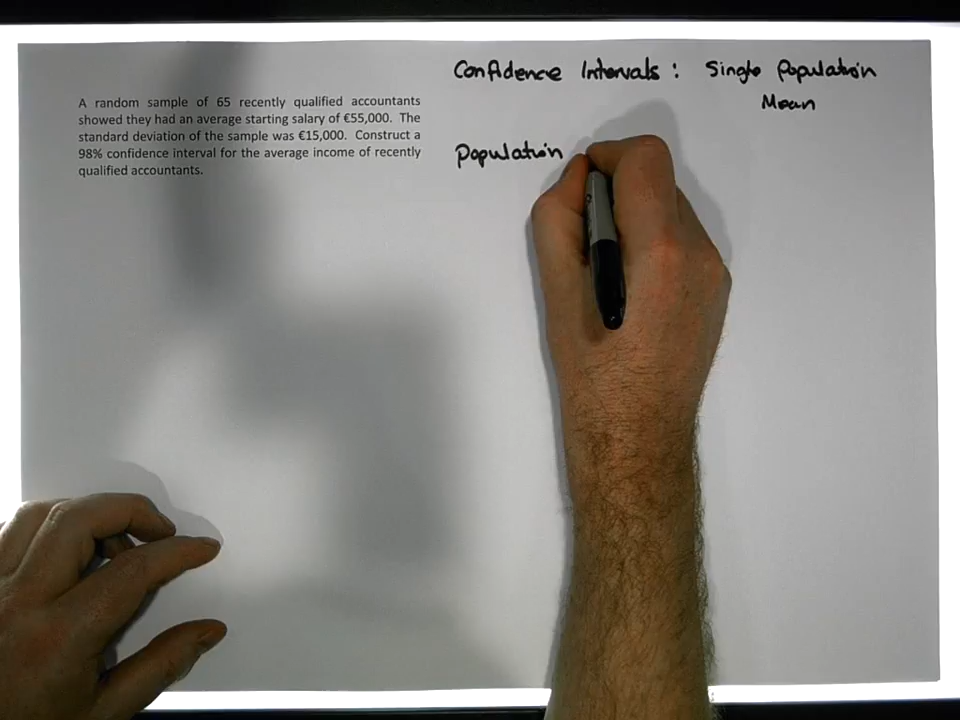 A random sample of 65 recently qualified accountants
showed they had an average starting salary of €55,000. The
standard deviation of the sample was €15,000. Construct a
98% confidence interval for the average income of recently
qualified accountants.
Confidence Intervals : Single Population
Mean
Population